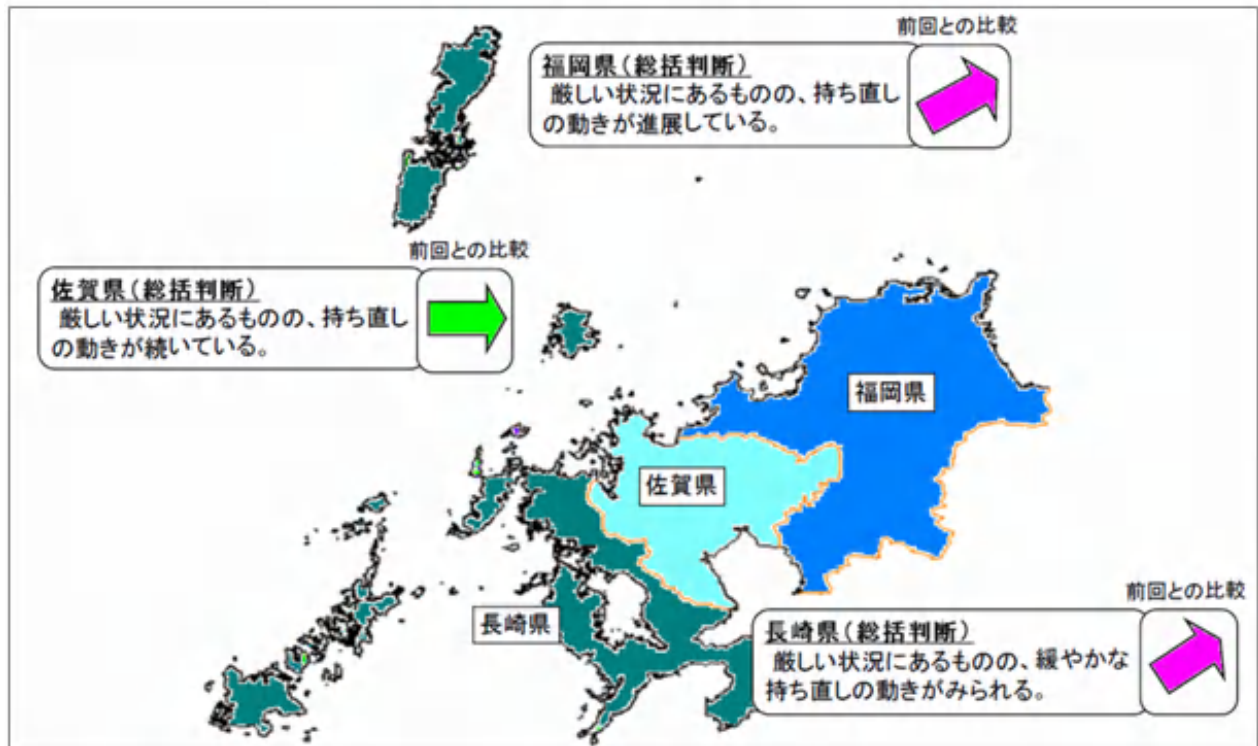 前回との比較
福岡県(総括判断)
厳しい状況にあるものの、持ち直し
の動きが進展している。
前回との比較
佐賀県(総括判断)
厳しい状況にあるものの、持ち直し
の動きが続いている。
福岡県
佐賀県
長崎県
前回との比較
長崎県(総括判断)
厳しい状況にあるものの、緩やかな
持ち直しの動きがみられる。